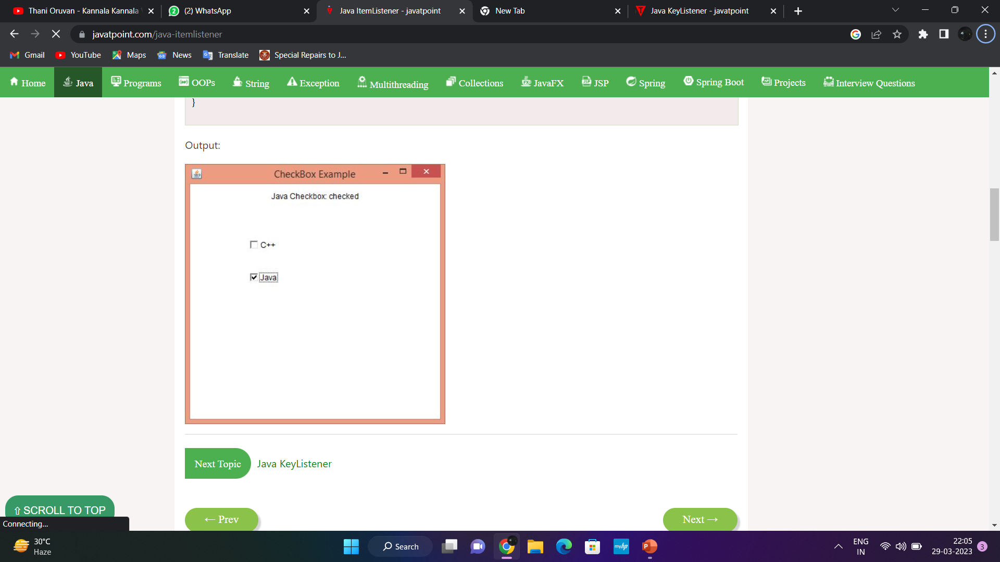 Thani Oruvan - Kannala Kannala
(2) WhatsApp
Java ItemListener - javatpoint
New Tab
Java KeyListener - javatpoint
javatpoint.com/java-itemlistener
Gmail
YouTube
Maps
News
Translate
Special Repairs to J...
Home
Java
Programs
OOPs
String
Exception
Multithreading
Collections
JavaFX
JSP
Spring
Spring Boot
Projects
Interview Questions
}
Output:
CheckBox Example
Java Checkbox: checked
C++
Java
Next Topic Java KeyListener
⇧ SCROLL TO TOP
← Prev
Next →
Connecting...
30°C
Haze
Search
myhp
ENG
IN
22:05
29-03-2023
3